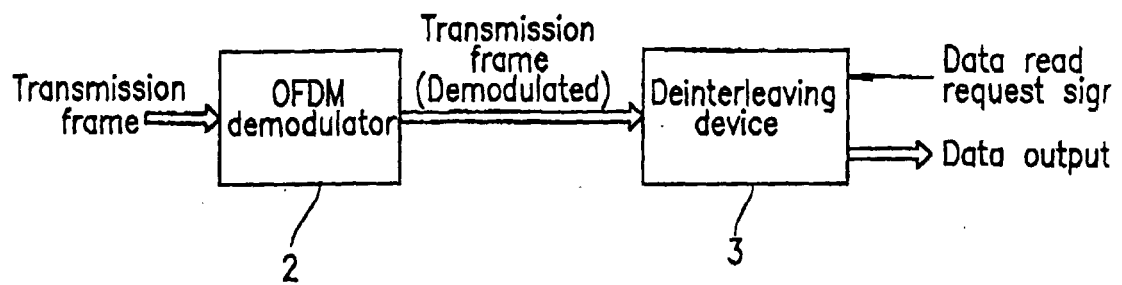 Transmission
frame
OFDM
demodulator
Transmission
frame
(Demodulated)
Deinterleaving
device
Data read
request sigr
Data output
2
3